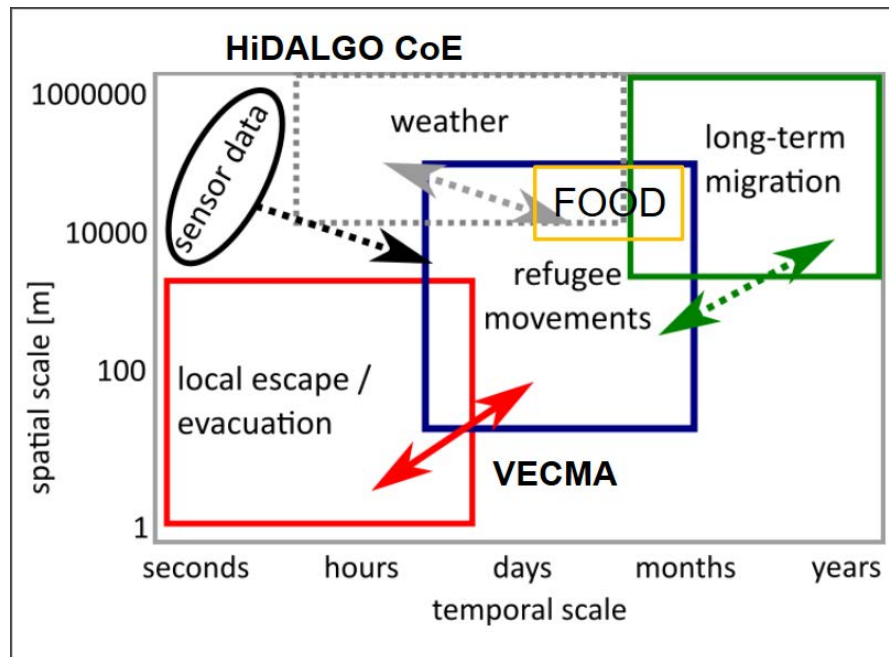 HiDALGO CoE
1000000
10000
100
1
spatial scale [m]
sensor data
weather
long-term
migration
FOOD
refugee
movements
local escape /
evacuation
VECMA
seconds
hours
days
months
years
temporal scale